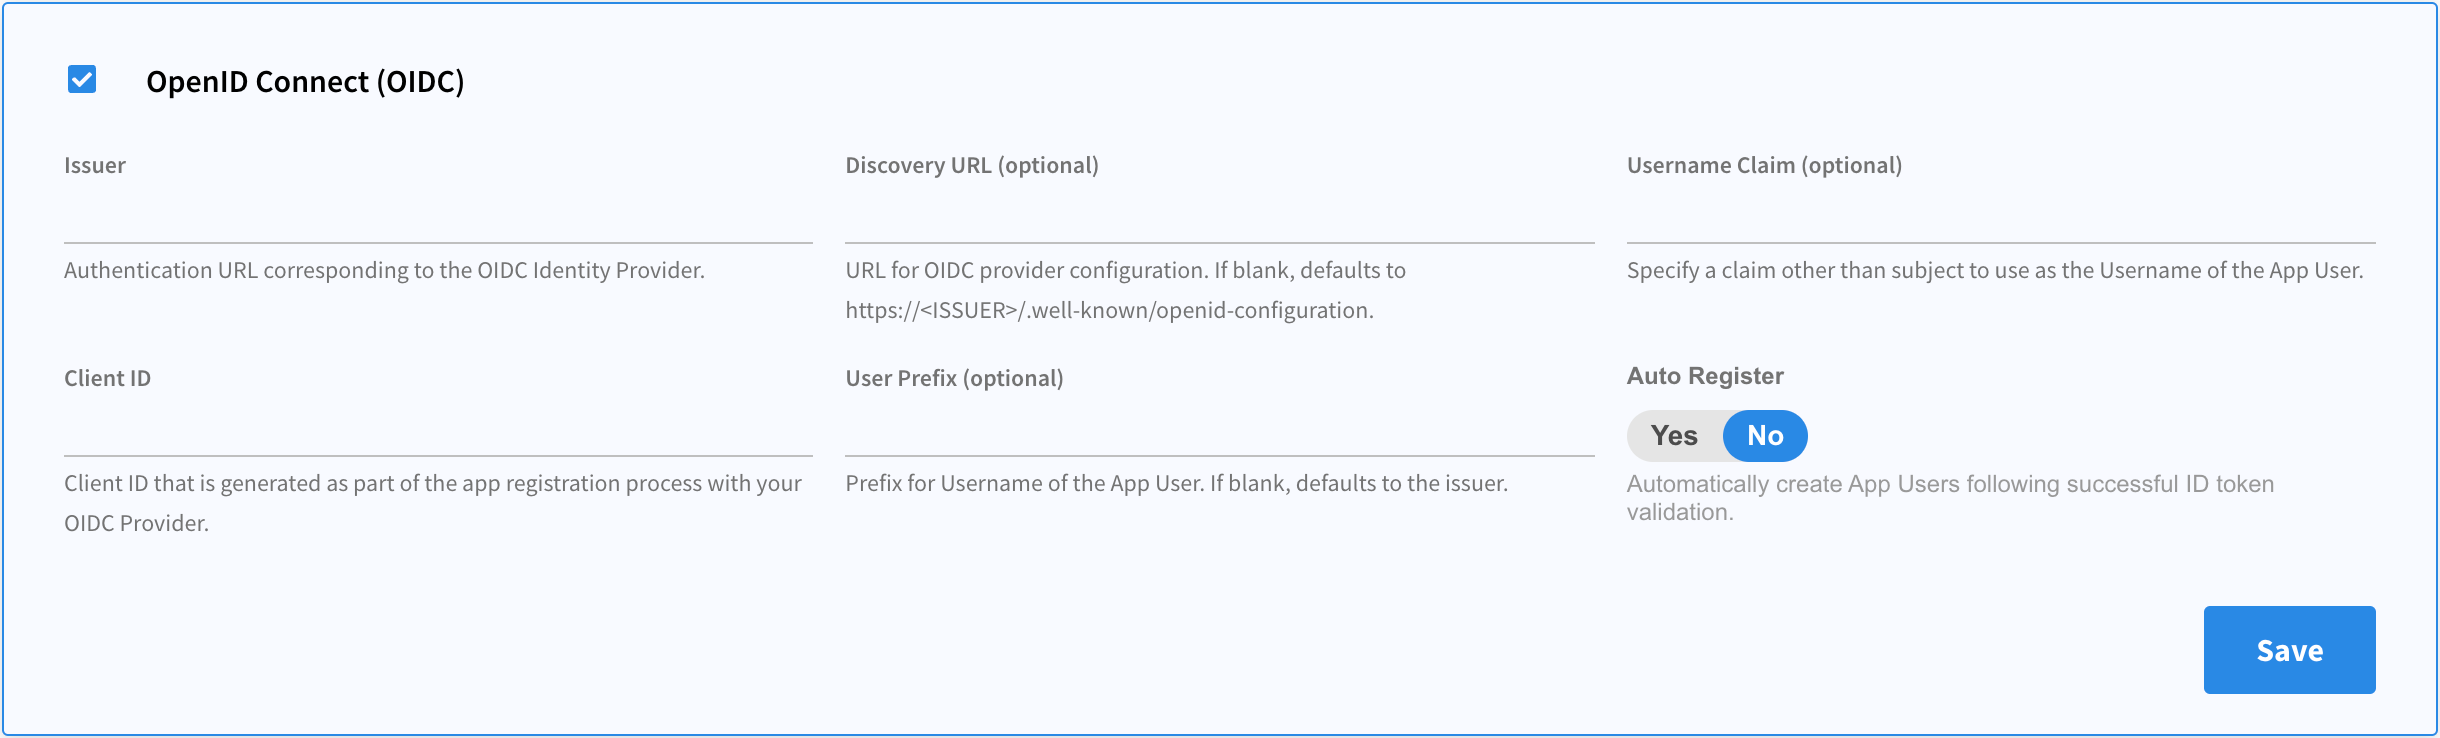 OpenID Connect (OIDC)
Issuer
Authentication URL corresponding to the OIDC Identity Provider.
Discovery URL (optional)
URL for OIDC provider configuration. If blank, defaults to
https://<ISSUER>/.well-known/openid-configuration.
Username Claim (optional)
Specify a claim other than subject to use as the Username of the App User.
Client ID
Client ID that is generated as part of the app registration process with your
OIDC Provider.
User Prefix (optional)
Prefix for Username of the App User. If blank, defaults to the issuer.
Auto Register
Yes No
Automatically create App Users following successful ID token
validation.
Save